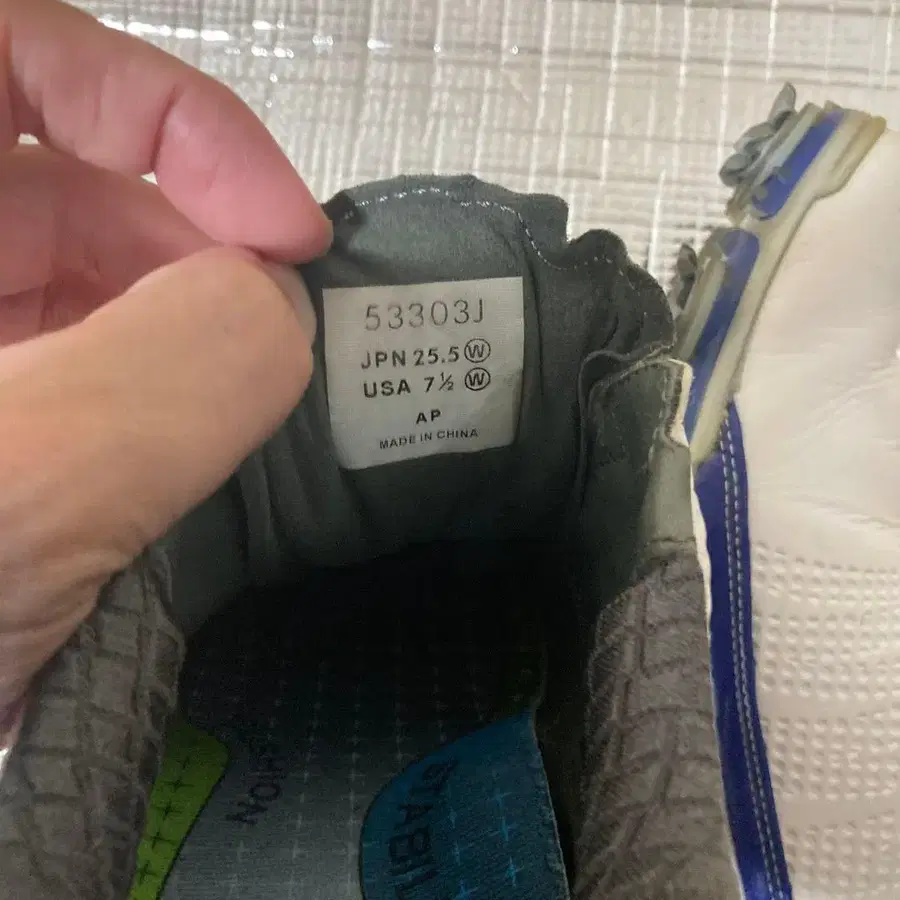 53303J
JPN 25.5 Ⓦ
USA 7½ Ⓦ
AP
MADE IN CHINA